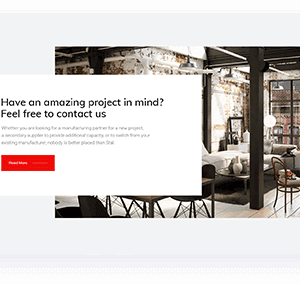 Have an amazing project in mind?
Feel free to contact us
Whether you are looking for a manufacturing partner for a new project,
a secondary supplier to provide additional capacity, or to switch from your
existing manufacturer, nobody is better placed than Stal.
Read More